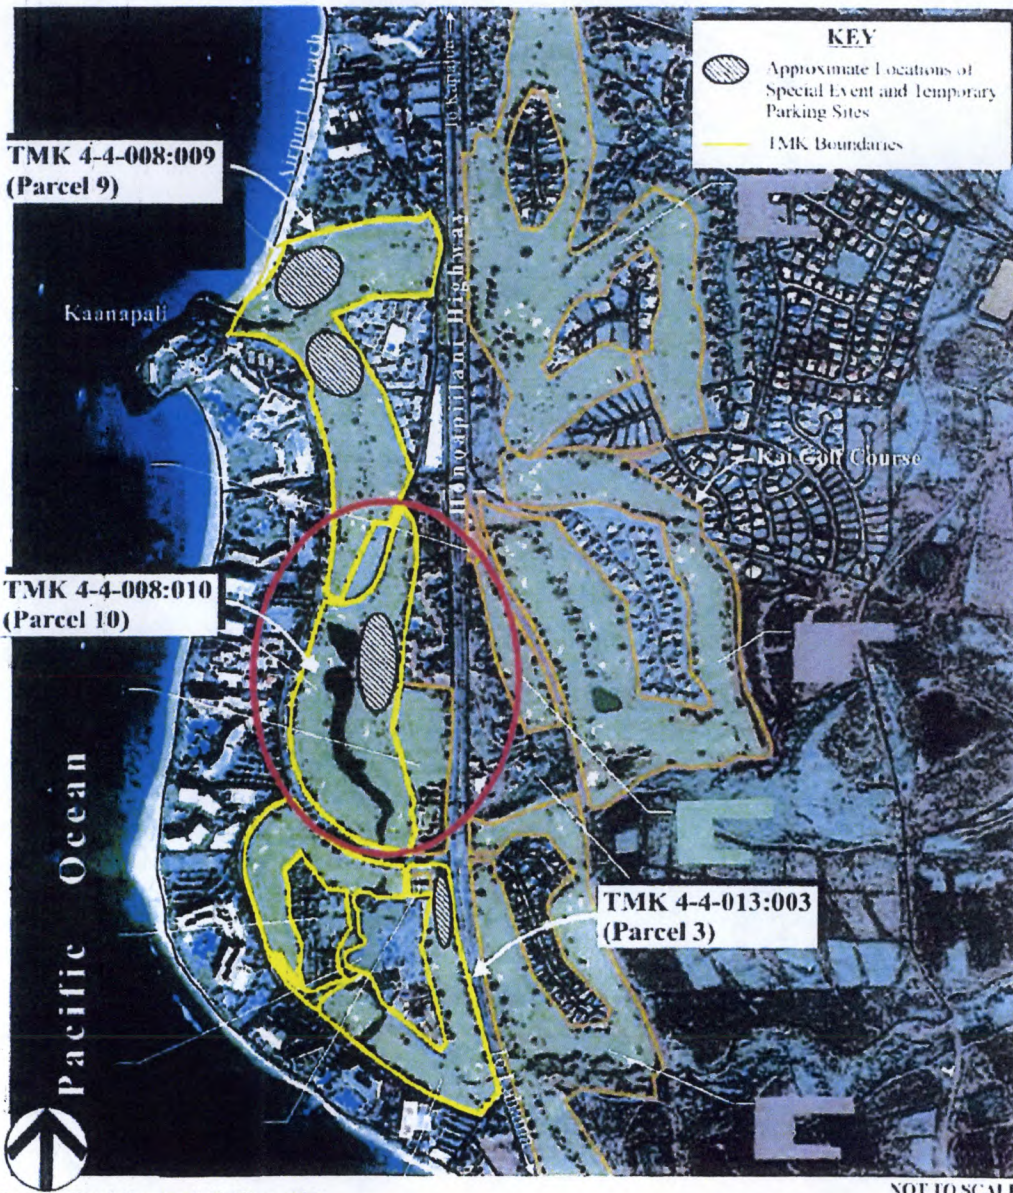 KEY
Approximate Locations of
Special Event and Temporary
Parking Sites
TMK Boundaries
Airport Beach
TMK 4-4-008:009
(Parcel 9)
Kaanapali
Honoapiilani Highway
Kai Golf Course
TMK 4-4-008:010
(Parcel 10)
TMK 4-4-013:003
(Parcel 3)
Pacific Ocean
NOT TO SCALE